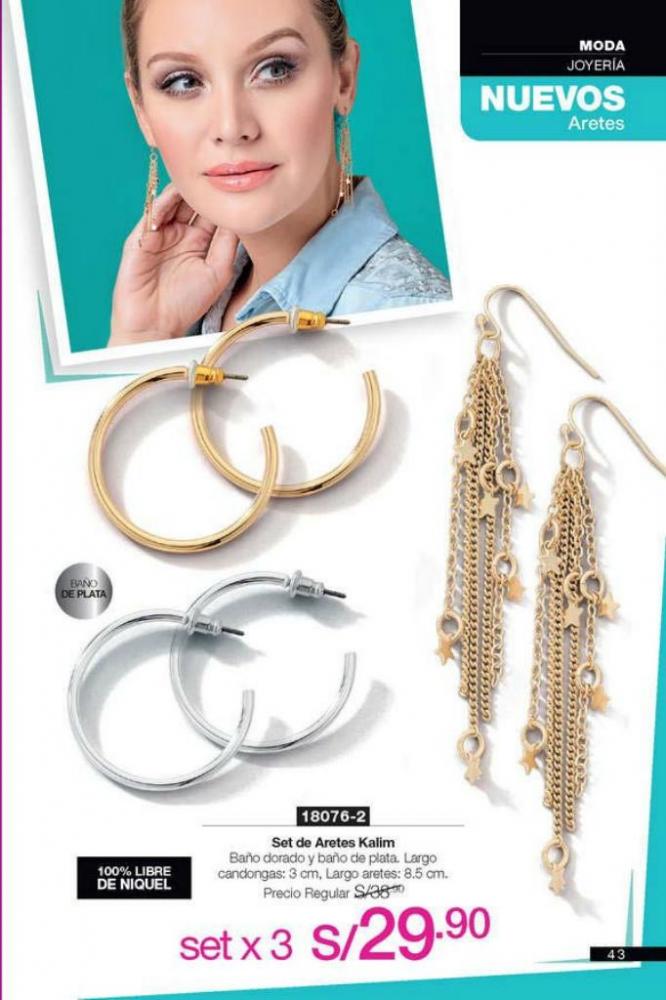 MODA
JOYERÍA
NUEVOS
Aretes
BAÑO
DE PLATA
18076-2
Set de Aretes Kalim
Baño dorado y baño de plata. Largo
candongas: 3 cm, Largo aretes: 8.5 cm.
Precio Regular S/38.90
100% LIBRE
DE NIQUEL
set x 3 S/29.90
43